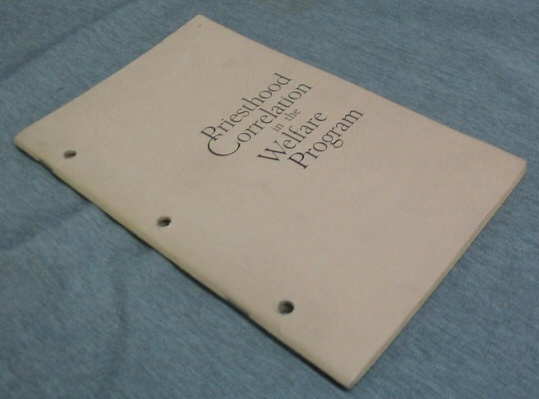 Priesthood
Correlation
in the
Welfare
Program